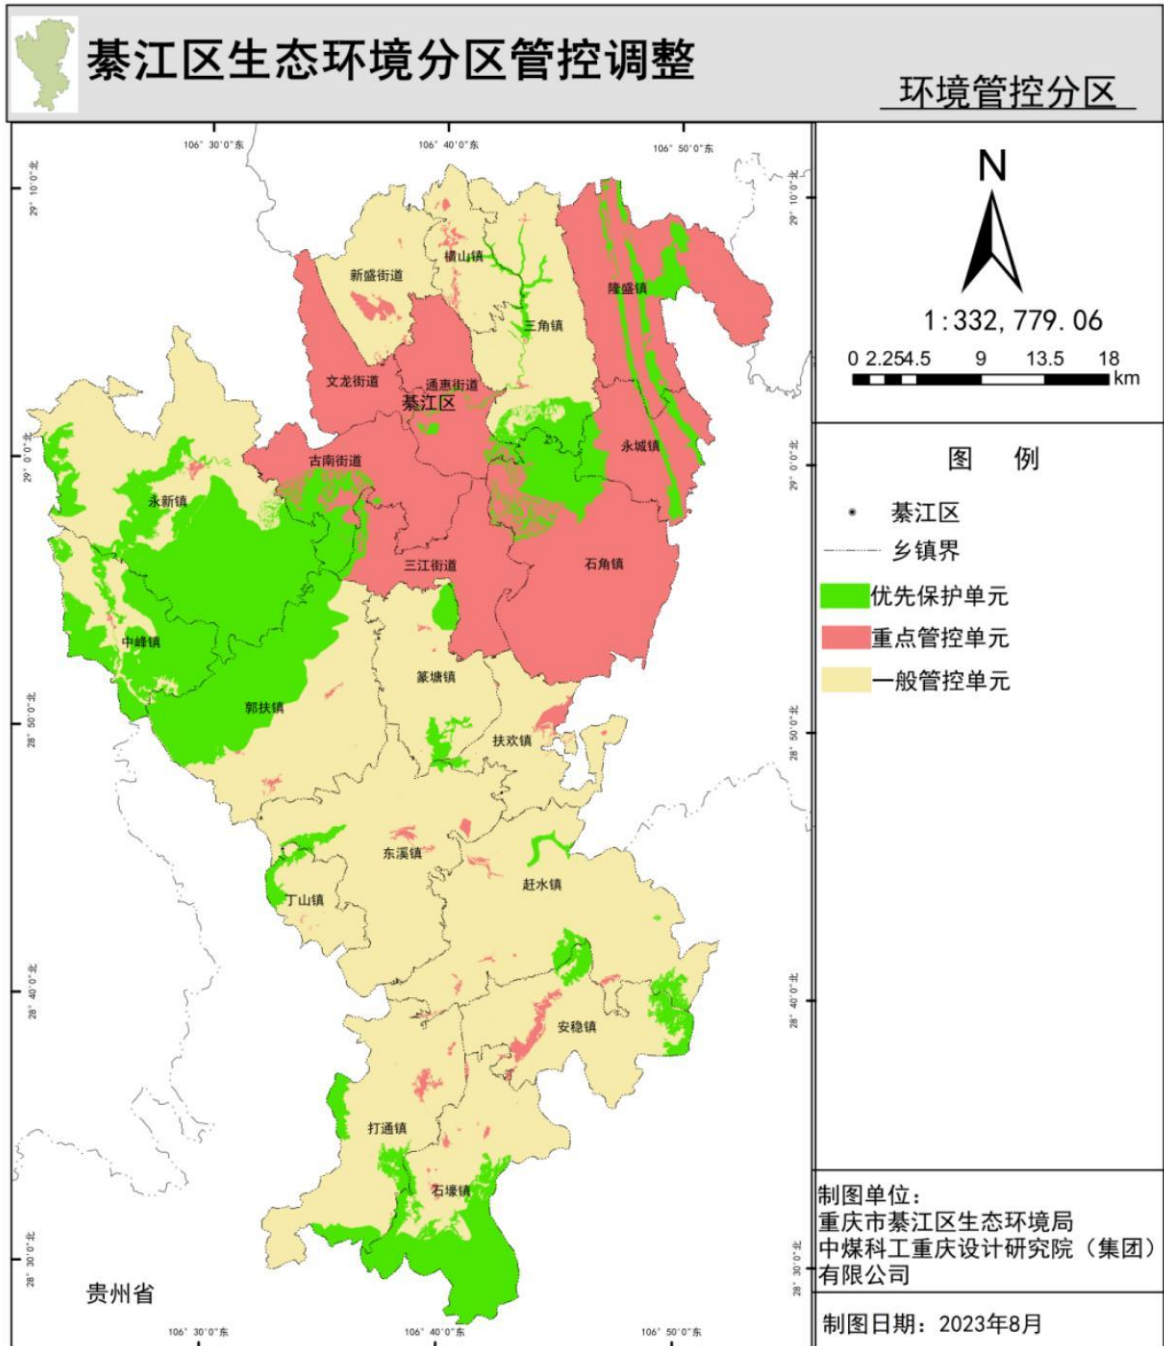 綦江区生态环境分区管控调整
环境管控分区
106° 30′0″东
106° 40′0″东
106° 50′0″东
29° 10′0″北
29° 10′0″北
N
1:332,779.06
0 2.25 4.5 9 13.5 18 km
新盛街道
横山镇
隆盛镇
三角镇
文龙街道
通惠街道
綦江区
永城镇
古南街道
29° 0′0″北
29° 0′0″北
永新镇
三江街道
石角镇
中峰镇
篆塘镇
郭扶镇
扶欢镇
28° 50′0″北
28° 50′0″北
东溪镇
赶水镇
丁山镇
28° 40′0″北
28° 40′0″北
安稳镇
打通镇
石壕镇
28° 30′0″北
28° 30′0″北
贵州省
106° 30′0″东
106° 40′0″东
106° 50′0″东
图 例
綦江区
乡镇界
优先保护单元
重点管控单元
一般管控单元
制图单位：
重庆市綦江区生态环境局
中煤科工重庆设计研究院（集团）
有限公司
制图日期：2023年8月